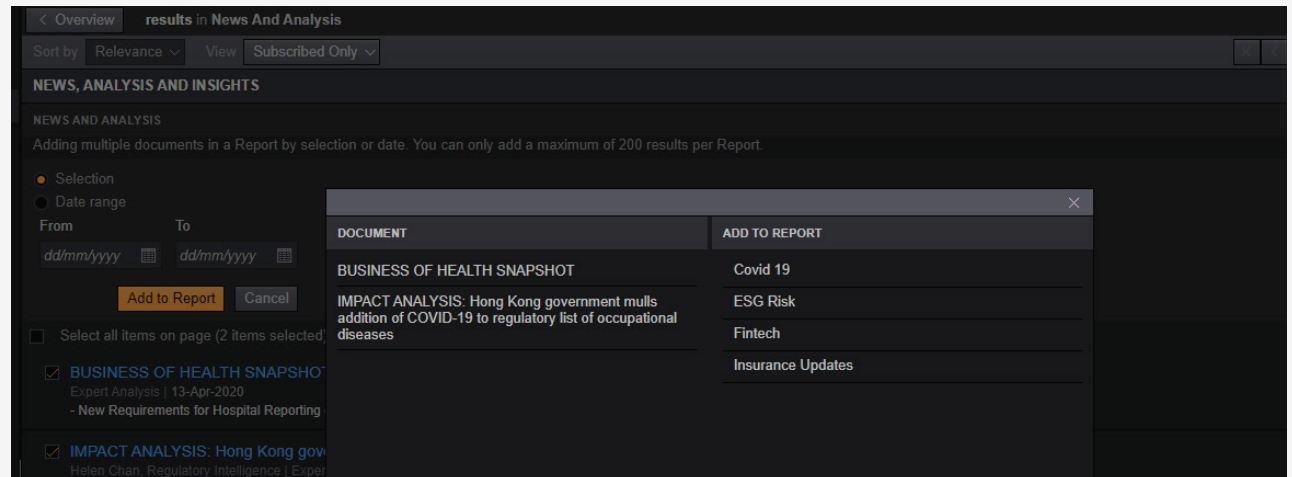 < Overview results in News And Analysis
Sort by Relevance View Subscribed Only
NEWS, ANALYSIS AND INSIGHTS
NEWS AND ANALYSIS
Adding multiple documents in a Report by selection or date. You can only add a maximum of 200 results per Report.
Selection
Date range
From To
dd/mm/yyyy dd/mm/yyyy
Add to Report Cancel
Select all items on page (2 items selected)
BUSINESS OF HEALTH SNAPSHOT
Expert Analysis | 13-Apr-2020
- New Requirements for Hospital Reporting
IMPACT ANALYSIS: Hong Kong gov
Helen Chan, Regulatory Intelligence | Exper
DOCUMENT ADD TO REPORT
BUSINESS OF HEALTH SNAPSHOT
IMPACT ANALYSIS: Hong Kong government mulls
addition of COVID-19 to regulatory list of occupational
diseases
Covid 19
ESG Risk
Fintech
Insurance Updates